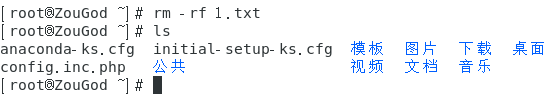 [root@ZouGod ~]# rm -rf 1.txt
[root@ZouGod ~]# ls
anaconda-ks.cfg initial-setup-ks.cfg 模板 图片 下载 桌面
config.inc.php 公共 视频 文档 音乐
[root@ZouGod ~]#